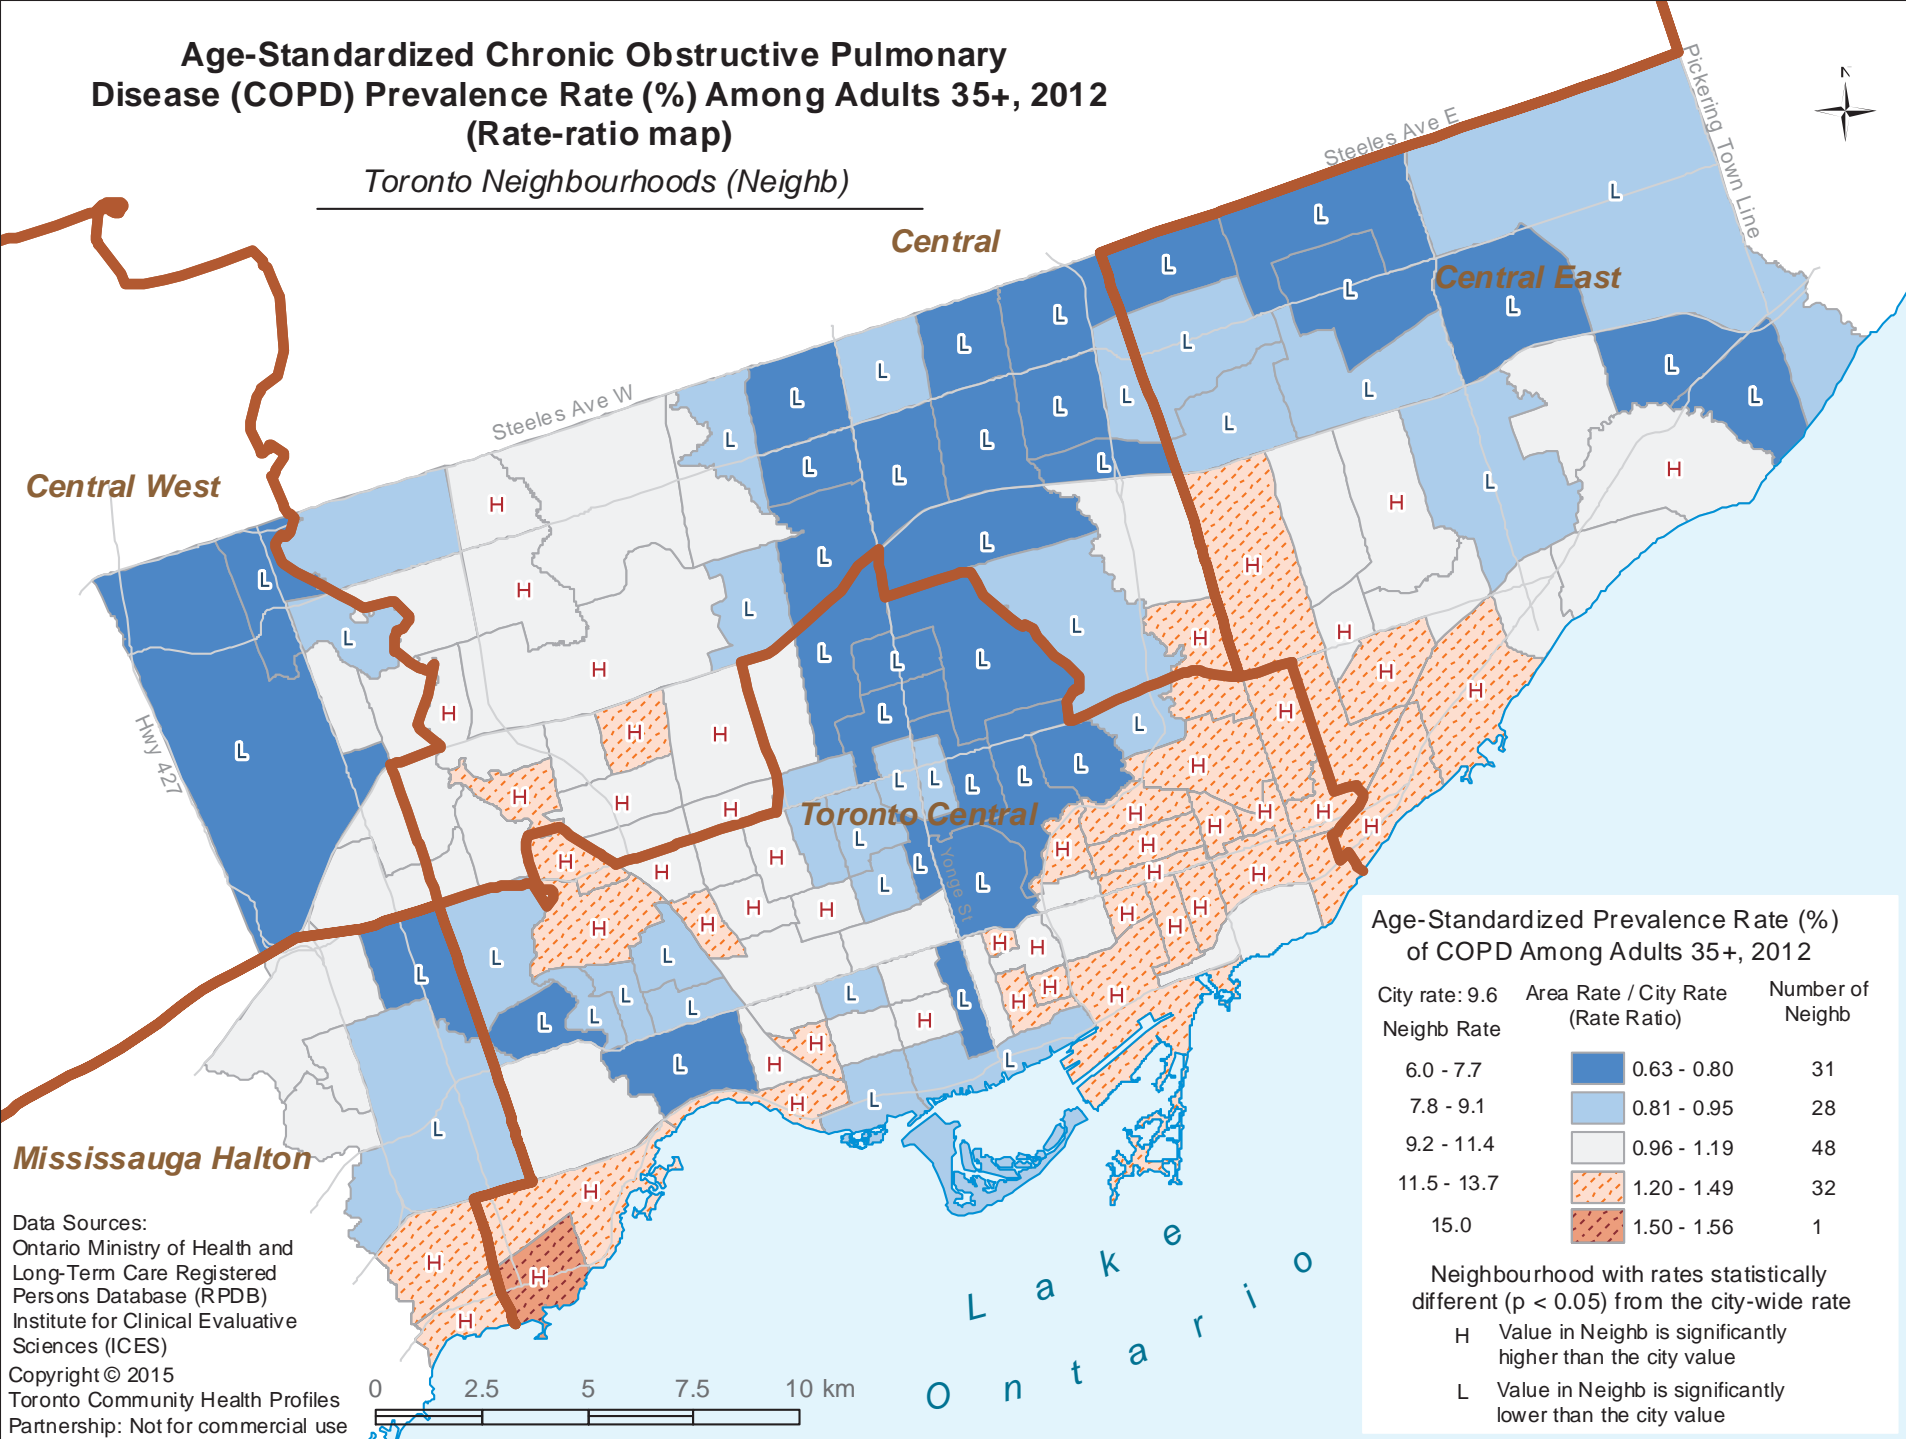 Age-Standardized Chronic Obstructive Pulmonary
Disease (COPD) Prevalence Rate (%) Among Adults 35+, 2012
(Rate-ratio map)
Toronto Neighbourhoods (Neighb)
N
Pickering Town Line
Steeles Ave E
Central
Central East
Steeles Ave W
Central West
Hwy 427
Toronto Central
Yonge St
Mississauga Halton
H
L
Lake
Ontario
Age-Standardized Prevalence Rate (%)
of COPD Among Adults 35+, 2012
City rate: 9.6 Area Rate / City Rate Number of
Neighb Rate (Rate Ratio) Neighb
6.0 - 7.7 0.63 - 0.80 31
7.8 - 9.1 0.81 - 0.95 28
9.2 - 11.4 0.96 - 1.19 48
11.5 - 13.7 1.20 - 1.49 32
15.0 1.50 - 1.56 1
Neighbourhood with rates statistically
different (p < 0.05) from the city-wide rate
H Value in Neighb is significantly
higher than the city value
L Value in Neighb is significantly
lower than the city value
Data Sources:
Ontario Ministry of Health and
Long-Term Care Registered
Persons Database (RPDB)
Institute for Clinical Evaluative
Sciences (ICES)
Copyright © 2015
Toronto Community Health Profiles
Partnership: Not for commercial use
0 2.5 5 7.5 10 km